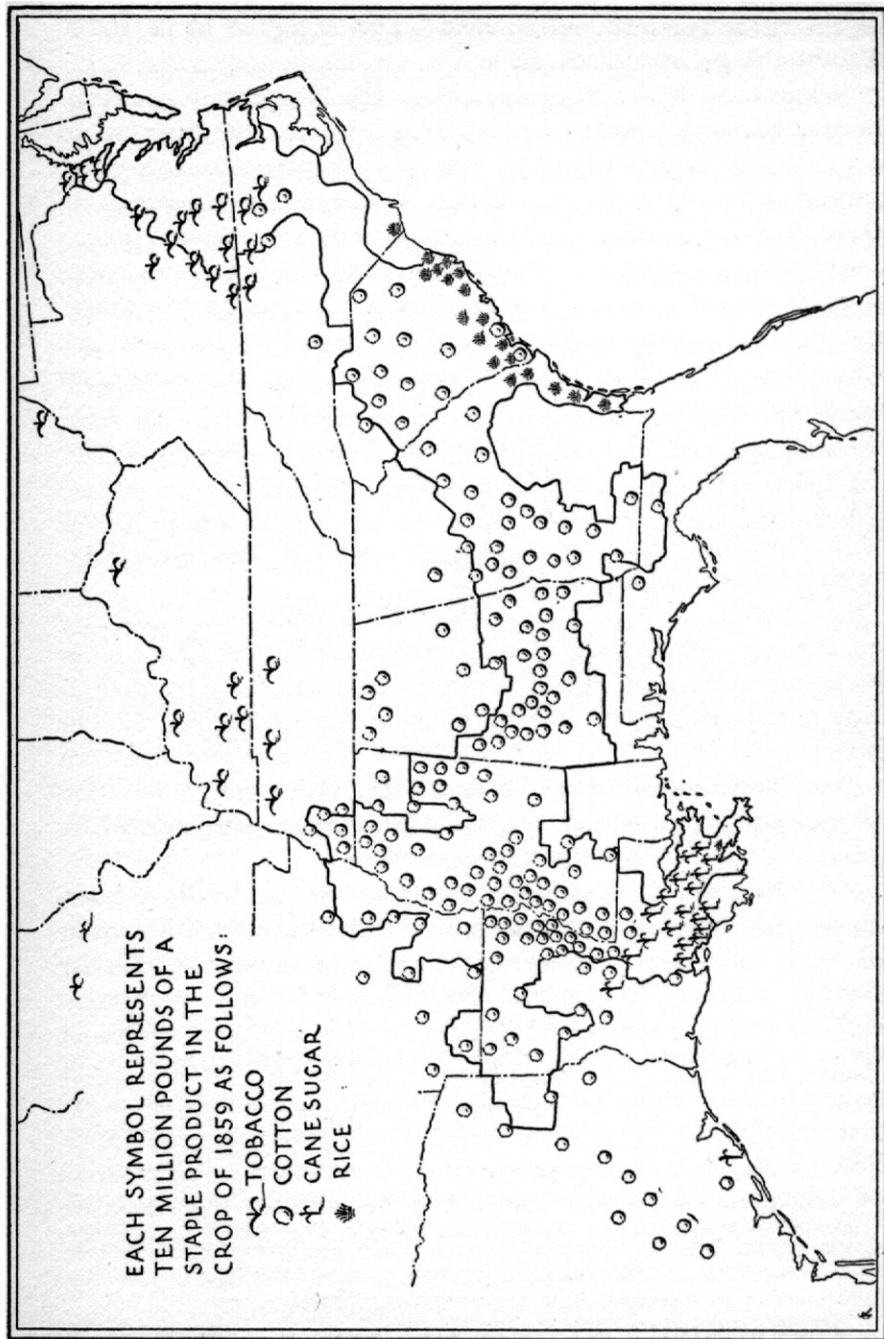 EACH SYMBOL REPRESENTS
TEN MILLION POUNDS OF A
STAPLE PRODUCT IN THE
CROP OF 1859 AS FOLLOWS:
TOBACCO
COTTON
CANE SUGAR
RICE